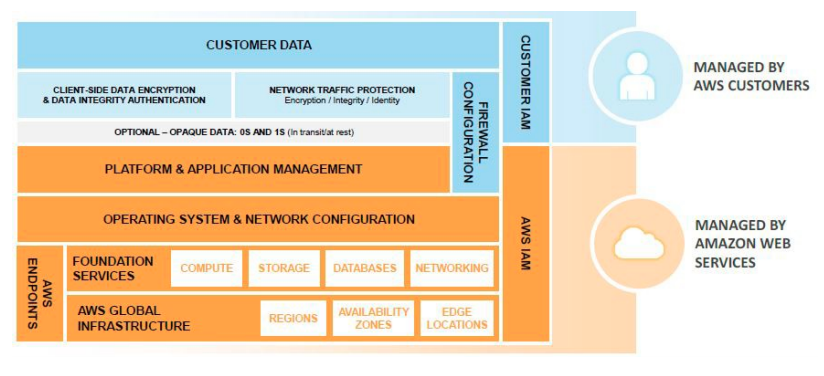 CUSTOMER DATA
CUSTOMER IAM
MANAGED BY
AWS CUSTOMERS
CLIENT-SIDE DATA ENCRYPTION
& DATA INTEGRITY AUTHENTICATION
NETWORK TRAFFIC PROTECTION
Encryption / Integrity / Identity
FIREWALL
CONFIGURATION
OPTIONAL – OPAQUE DATA: 0S AND 1S (In transit/at rest)
PLATFORM & APPLICATION MANAGEMENT
OPERATING SYSTEM & NETWORK CONFIGURATION
AWS IAM
MANAGED BY
AMAZON WEB
SERVICES
AWS
ENDPOINTS
FOUNDATION
SERVICES
COMPUTE
STORAGE
DATABASES
NETWORKING
AWS GLOBAL
INFRASTRUCTURE
REGIONS
AVAILABILITY
ZONES
EDGE
LOCATIONS